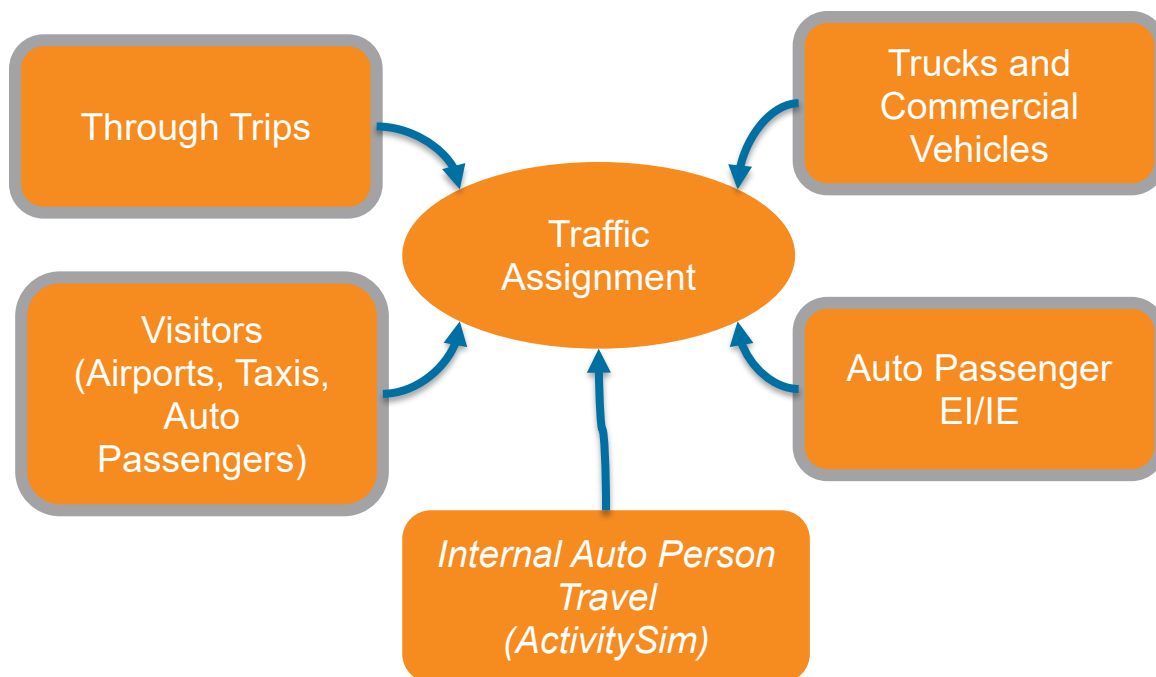 Through Trips
Trucks and
Commercial
Vehicles
Traffic
Assignment
Visitors
(Airports, Taxis,
Auto
Passengers)
Auto Passenger
EI/IE
Internal Auto Person
Travel
(ActivitySim)